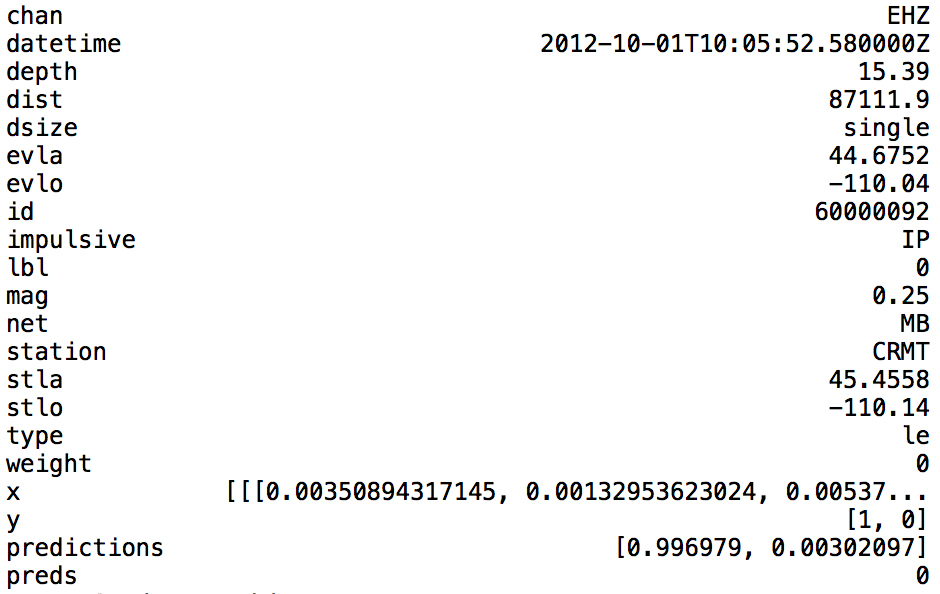 chan EHZ
datetime 2012-10-01T10:05:52.580000Z
depth 15.39
dist 87111.9
dsize single
evla 44.6752
evlo -110.04
id 60000092
impulsive IP
lbl 0
mag 0.25
net MB
station CRMT
stla 45.4558
stlo -110.14
type le
weight 0
x [[[0.00350894317145, 0.00132953623024, 0.00537...
y [1, 0]
predictions [0.996979, 0.00302097]
preds 0